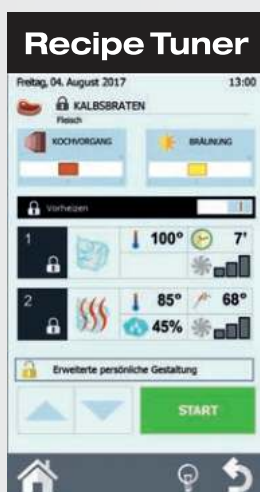 Recipe Tuner
Freitag, 04. August 2017 13:00
KALBSBRATEN
Fleisch
KOCHVORGANG BRÄUNUNG
Vorheizen
1 100° 7'
2 85° 68°
45%
Erweiterte persönliche Gestaltung
START